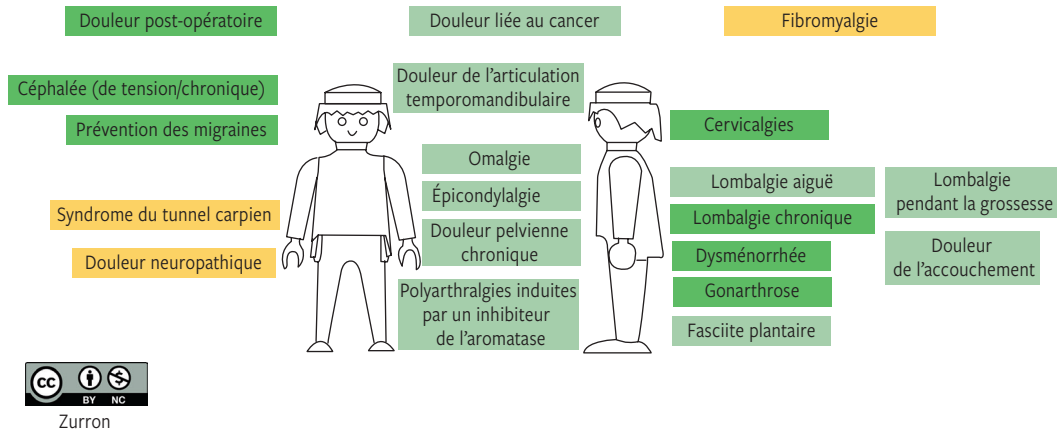 Douleur post-opératoire
Douleur liée au cancer
Fibromyalgie
Céphalée (de tension/chronique)
Prévention des migraines
Douleur de l’articulation
temporomandibulaire
Cervicalgies
Omalgie
Épicondylalgie
Douleur pelvienne
chronique
Polyarthralgies induites
par un inhibiteur
de l’aromatase
Syndrome du tunnel carpien
Douleur neuropathique
Lombalgie aiguë
Lombalgie chronique
Dysménorrhée
Gonarthrose
Fasciite plantaire
Lombalgie
pendant la grossesse
Douleur
de l’accouchement
cc
BY NC
Zurron